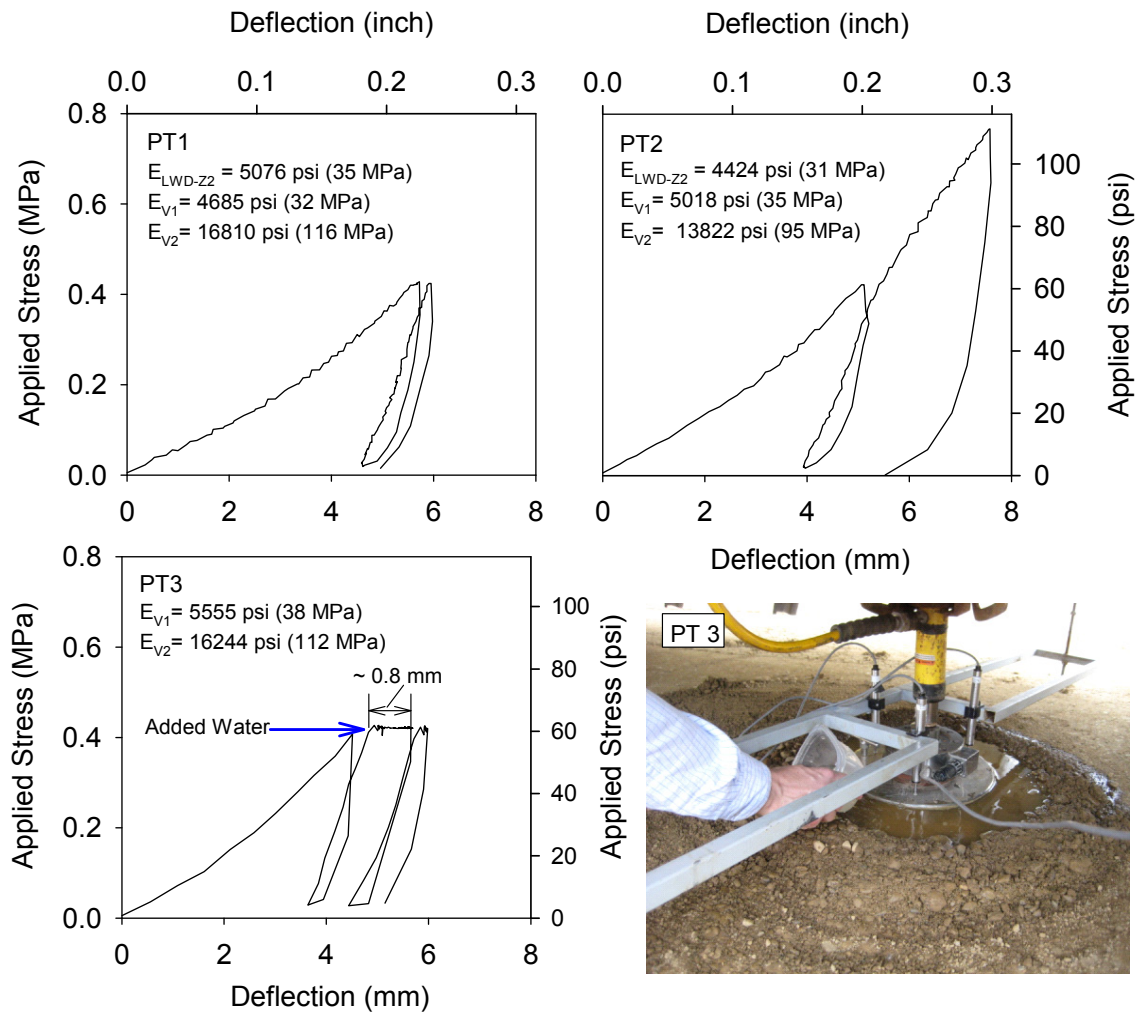 Deflection (inch)
0.0 0.1 0.2 0.3
Applied Stress (MPa)
0.8
0.6
0.4
0.2
0.0
PT1
E_LWD-Z2 = 5076 psi (35 MPa)
E_V1 = 4685 psi (32 MPa)
E_V2 = 16810 psi (116 MPa)
0 2 4 6 8
Deflection (inch)
0.0 0.1 0.2 0.3
PT2
E_LWD-Z2 = 4424 psi (31 MPa)
E_V1= 5018 psi (35 MPa)
E_V2= 13822 psi (95 MPa)
100
80
60
40
20
0
Applied Stress (psi)
0 2 4 6 8
Deflection (mm)
Applied Stress (MPa)
0.8
0.6
0.4
0.2
0.0
PT3
E_V1= 5555 psi (38 MPa)
E_V2= 16244 psi (112 MPa)
~ 0.8 mm
Added Water
100
80
60
40
20
0
Applied Stress (psi)
0 2 4 6 8
Deflection (mm)
PT 3